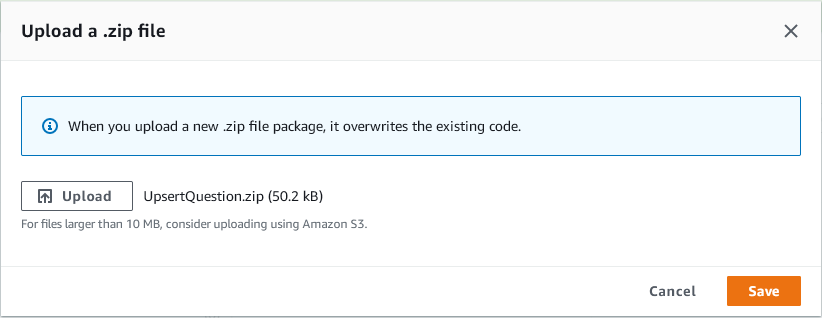 Upload a .zip file
When you upload a new .zip file package, it overwrites the existing code.
Upload UpsertQuestion.zip (50.2 kB)
For files larger than 10 MB, consider uploading using Amazon S3.
Cancel Save